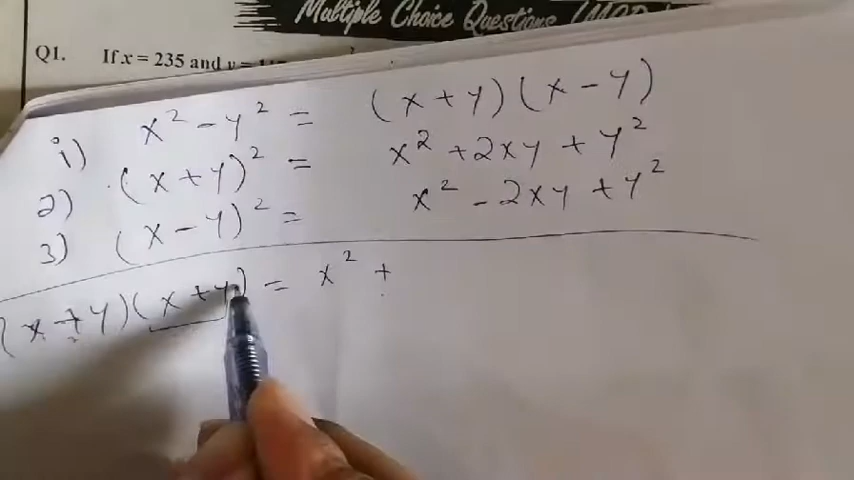 Multiple Choice Questions (MCQ
Q1. If x = 235 and y =
i) x² - y² = (x + y) (x - y)
2) (x + y)² = x² + 2xy + y²
3) (x - y)² = x² - 2xy + y²
(x + y) (x + y) = x² +